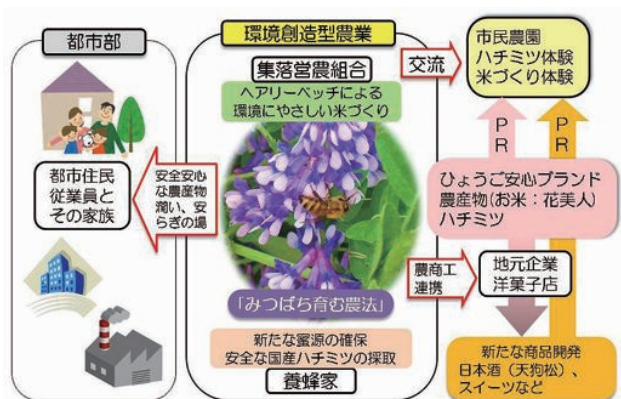 都市部
都市住民
従業員と
その家族
環境創造型農業
集落営農組合
ヘアリーベッチによる
環境にやさしい米づくり
安全安心
な農産物
潤い、安
らぎの場
「みつばち育む農法」
新たな蜜源の確保
安全な国産ハチミツの採取
養蜂家
交流
市民農園
ハチミツ体験
米づくり体験
PR
PR
ひょうご安心ブランド
農産物(お米:花美人)
ハチミツ
農商工
連携
地元企業
洋菓子店
新たな商品開発
日本酒(天狗松)、
スイーツなど